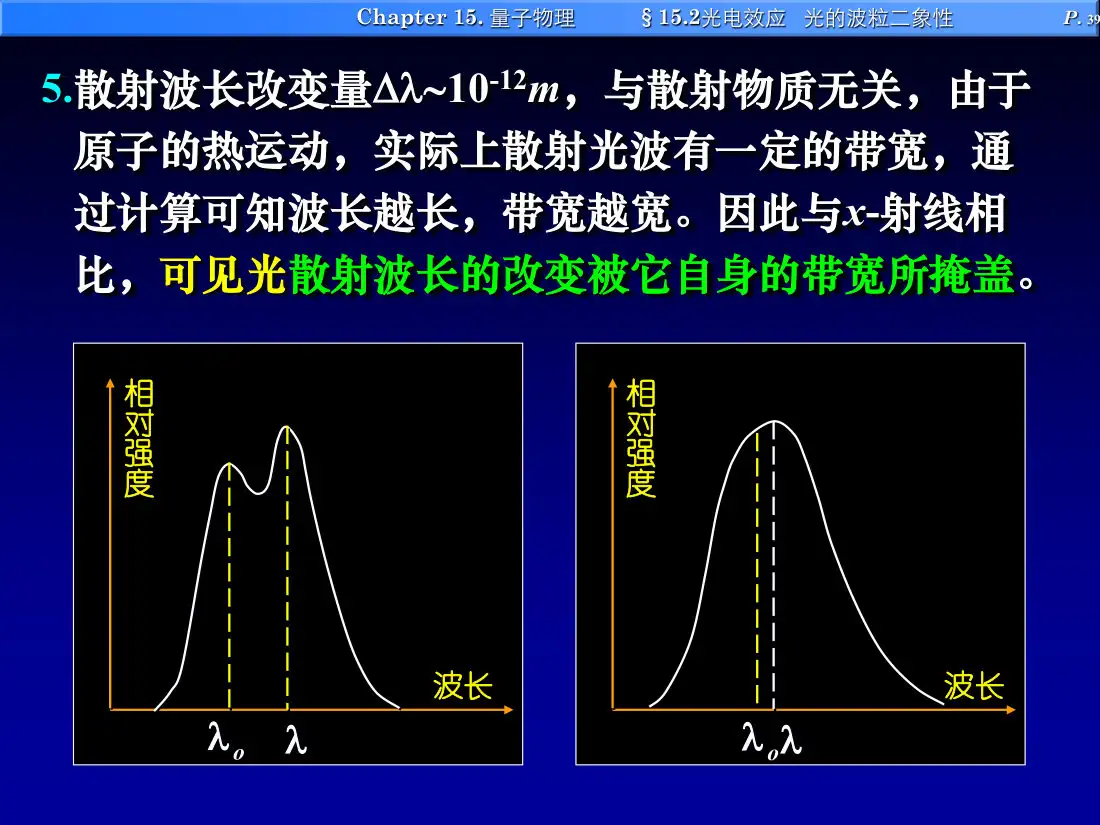 Chapter 15. 量子物理 §15.2光电效应 光的波粒二象性 P. 39
5.散射波长改变量Δλ~10⁻¹²m，与散射物质无关，由于
原子的热运动，实际上散射光波有一定的带宽，通
过计算可知波长越长，带宽越宽。因此与x-射线相
比，可见光散射波长的改变被它自身的带宽所掩盖。
相对强度
波长
λₒ λ
相对强度
波长
λₒ λ